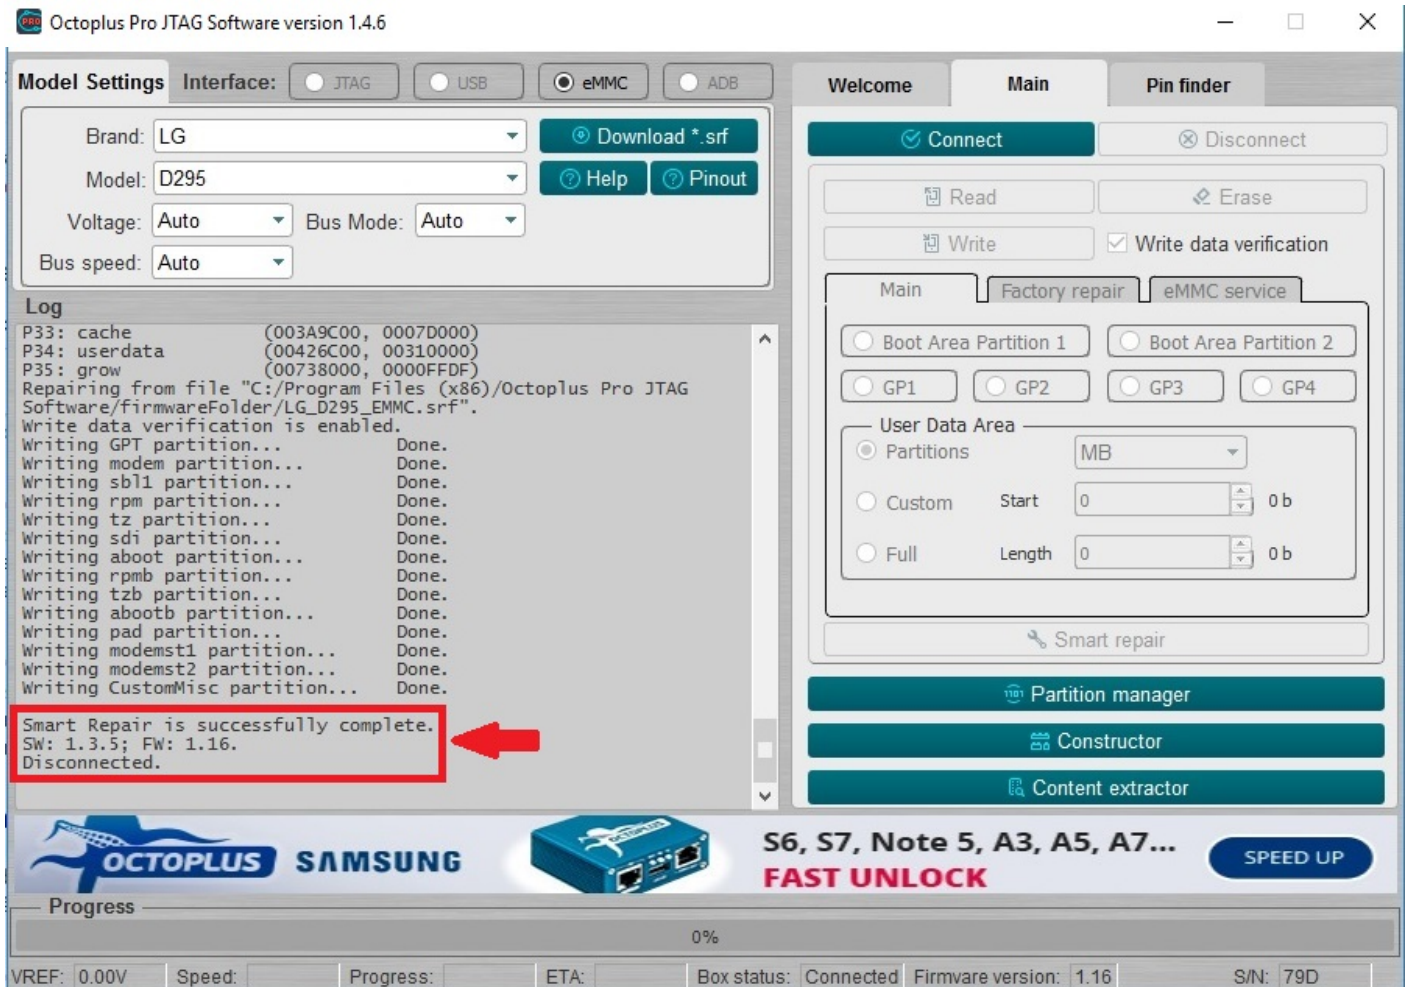 Octoplus Pro JTAG Software version 1.4.6
Model Settings Interface: JTAG USB eMMC ADB
Brand: LG Download *.srf
Model: D295 Help Pinout
Voltage: Auto Bus Mode: Auto
Bus speed: Auto
Log
P33: cache (003A9C00, 0007D000)
P34: userdata (00426C00, 00310000)
P35: grow (00738000, 0000FFDF)
Repairing from file "C:/Program Files (x86)/Octoplus Pro JTAG
Software/firmwareFolder/LG_D295_EMMC.srf".
Write data verification is enabled.
Writing GPT partition... Done.
Writing modem partition... Done.
Writing sbl1 partition... Done.
Writing rpm partition... Done.
Writing tz partition... Done.
Writing sdi partition... Done.
Writing aboot partition... Done.
Writing rpmb partition... Done.
Writing tzb partition... Done.
Writing abootb partition... Done.
Writing pad partition... Done.
Writing modemst1 partition... Done.
Writing modemst2 partition... Done.
Writing CustomMisc partition... Done.
Smart Repair is successfully complete.
SW: 1.3.5; FW: 1.16.
Disconnected.
Welcome Main Pin finder
Connect Disconnect
Read Erase
Write Write data verification
Main Factory repair eMMC service
Boot Area Partition 1 Boot Area Partition 2
GP1 GP2 GP3 GP4
User Data Area
Partitions MB
Custom Start 0 0 b
Full Length 0 0 b
Smart repair
Partition manager
Constructor
Content extractor
OCTOPLUS SAMSUNG
OCTOPLUS
S6, S7, Note 5, A3, A5, A7...
FAST UNLOCK
SPEED UP
Progress
0%
VREF: 0.00V Speed: Progress: ETA: Box status: Connected Firmvare version: 1.16 S/N: 79D